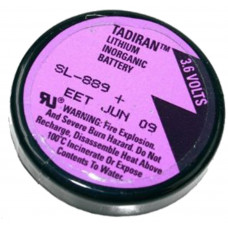 TADIRAN™
LITHIUM
INORGANIC
BATTERY
3.6 VOLTS
SL-889 +
EET JUN 09
WARNING: Fire, Explosion,
And Severe Burn Hazard. Do Not
Recharge, Disassemble Heat Above
100°C Incinerate Or Expose
Contents To Water.